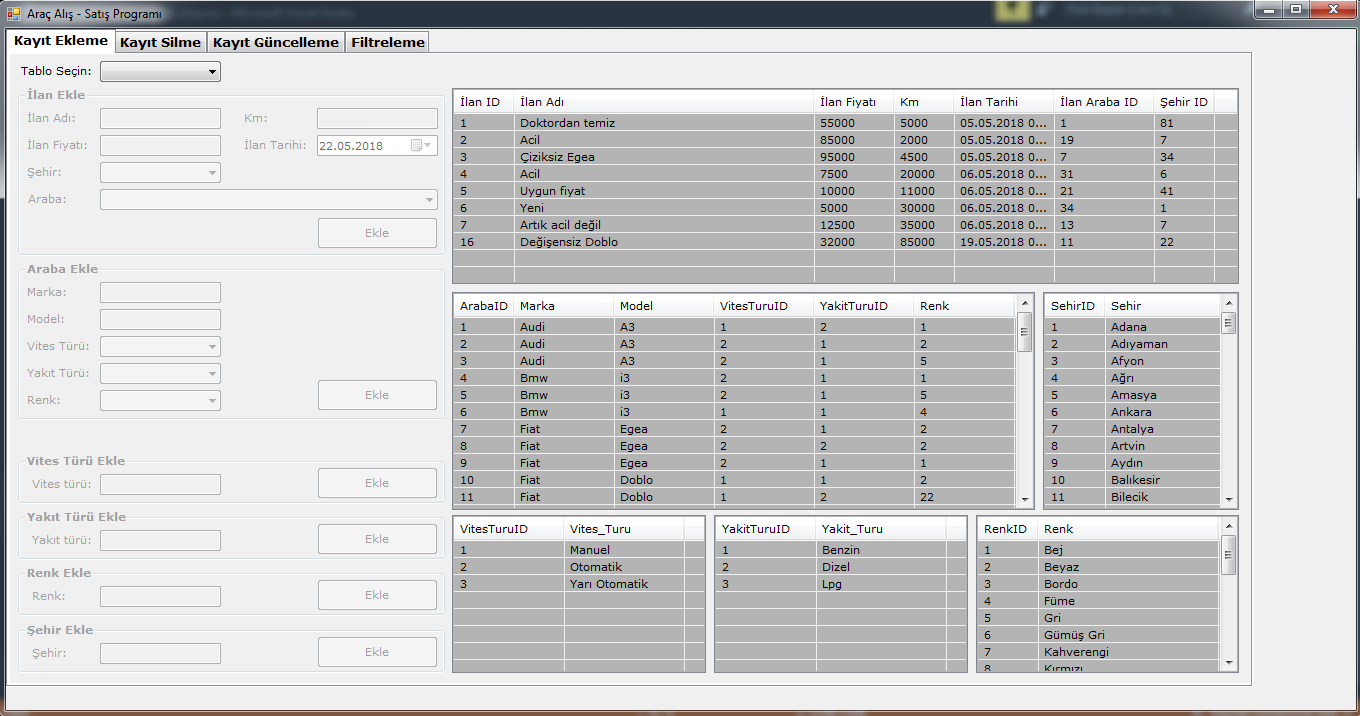 Araç Alış - Satış Programı
Kayıt Ekleme Kayıt Silme Kayıt Güncelleme Filtreleme
Tablo Seçin:
İlan Ekle
İlan Adı: Km:
İlan Fiyatı: İlan Tarihi: 22.05.2018
Şehir:
Araba:
Ekle
Araba Ekle
Marka:
Model:
Vites Türü:
Yakıt Türü:
Renk: Ekle
Vites Türü Ekle
Vites türü: Ekle
Yakıt Türü Ekle
Yakıt türü: Ekle
Renk Ekle
Renk: Ekle
Şehir Ekle
Şehir: Ekle
İlan ID İlan Adı İlan Fiyatı Km İlan Tarihi İlan Araba ID Şehir ID
1 Doktordan temiz 55000 5000 05.05.2018 0... 1 81
2 Acil 85000 2000 05.05.2018 0... 19 7
3 Çiziksiz Egea 95000 4500 05.05.2018 0... 7 34
4 Acil 7500 20000 06.05.2018 0... 31 6
5 Uygun fiyat 10000 11000 06.05.2018 0... 21 41
6 Yeni 5000 30000 06.05.2018 0... 34 1
7 Artık acil değil 12500 35000 06.05.2018 0... 13 7
16 Değişensiz Doblo 32000 85000 19.05.2018 0... 11 22
ArabaID Marka Model VitesTuruID YakitTuruID Renk
1 Audi A3 1 2 1
2 Audi A3 2 1 2
3 Audi A3 2 1 5
4 Bmw i3 2 1 1
5 Bmw i3 2 1 5
6 Bmw i3 1 1 4
7 Fiat Egea 2 1 2
8 Fiat Egea 2 2 2
9 Fiat Egea 2 1 1
10 Fiat Doblo 1 1 2
11 Fiat Doblo 1 2 22
SehirID Sehir
1 Adana
2 Adıyaman
3 Afyon
4 Ağrı
5 Amasya
6 Ankara
7 Antalya
8 Artvin
9 Aydın
10 Balıkesir
11 Bilecik
VitesTuruID Vites_Turu
1 Manuel
2 Otomatik
3 Yarı Otomatik
YakitTuruID Yakit_Turu
1 Benzin
2 Dizel
3 Lpg
RenkID Renk
1 Bej
2 Beyaz
3 Bordo
4 Füme
5 Gri
6 Gümüş Gri
7 Kahverengi
8 Kırmızı